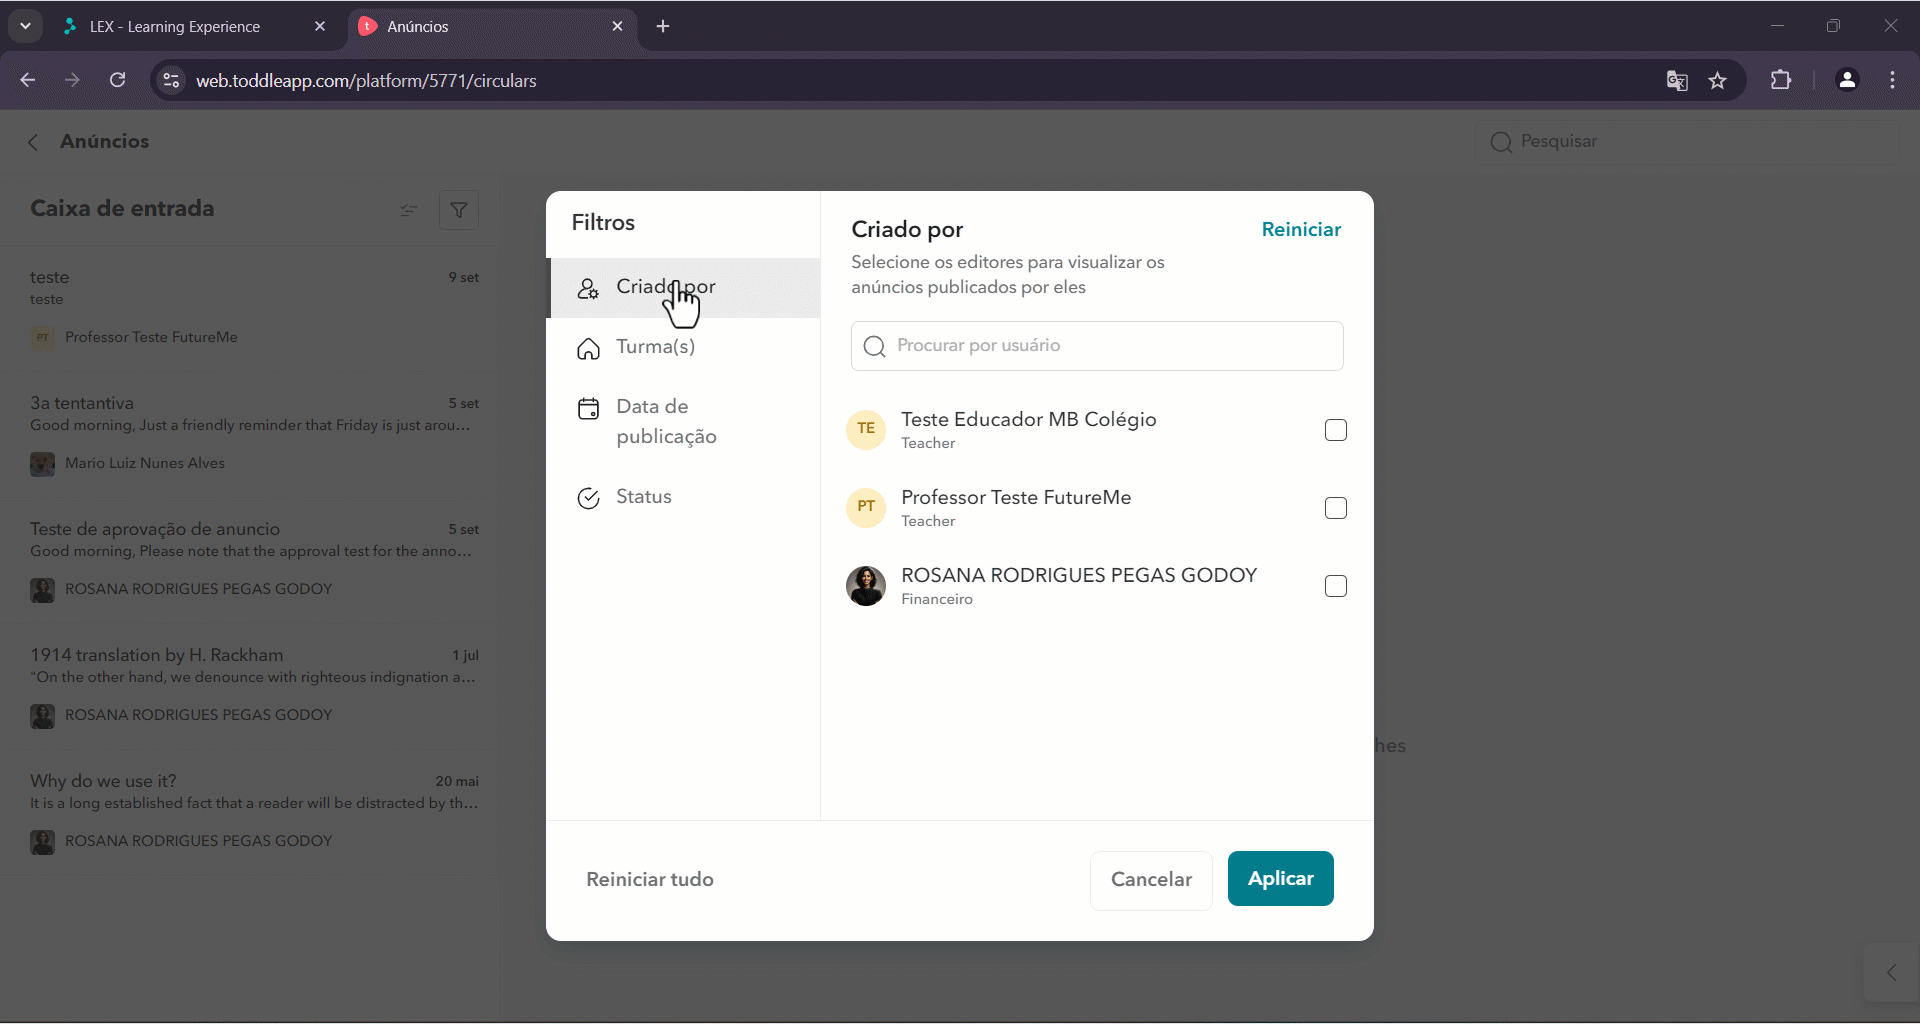 LEX - Learning Experience
Anúncios
web.toddleapp.com/platform/5771/circulars
Anúncios
Pesquisar
Caixa de entrada
teste
9 set
teste
PT
Professor Teste FutureMe
3a tentantiva
5 set
Good morning, Just a friendly reminder that Friday is just arou...
Mario Luiz Nunes Alves
Teste de aprovação de anuncio
5 set
Good morning, Please note that the approval test for the anno...
ROSANA RODRIGUES PEGAS GODOY
1914 translation by H. Rackham
1 jul
"On the other hand, we denounce with righteous indignation a...
ROSANA RODRIGUES PEGAS GODOY
Why do we use it?
20 mai
It is a long established fact that a reader will be distracted by th...
ROSANA RODRIGUES PEGAS GODOY
Filtros
Criado por
Turma(s)
Data de
publicação
Status
Criado por
Reiniciar
Selecione os editores para visualizar os
anúncios publicados por eles
Procurar por usuário
TE
Teste Educador MB Colégio
Teacher
PT
Professor Teste FutureMe
Teacher
ROSANA RODRIGUES PEGAS GODOY
Financeiro
Reiniciar tudo
Cancelar
Aplicar